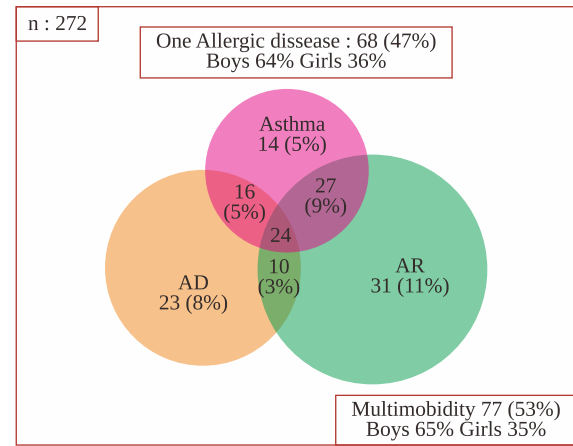 n : 272
One Allergic dissease : 68 (47%)
Boys 64% Girls 36%
Asthma
14 (5%)
16
(5%)
27
(9%)
24
10
(3%)
AD
23 (8%)
AR
31 (11%)
Multimobidity 77 (53%)
Boys 65% Girls 35%